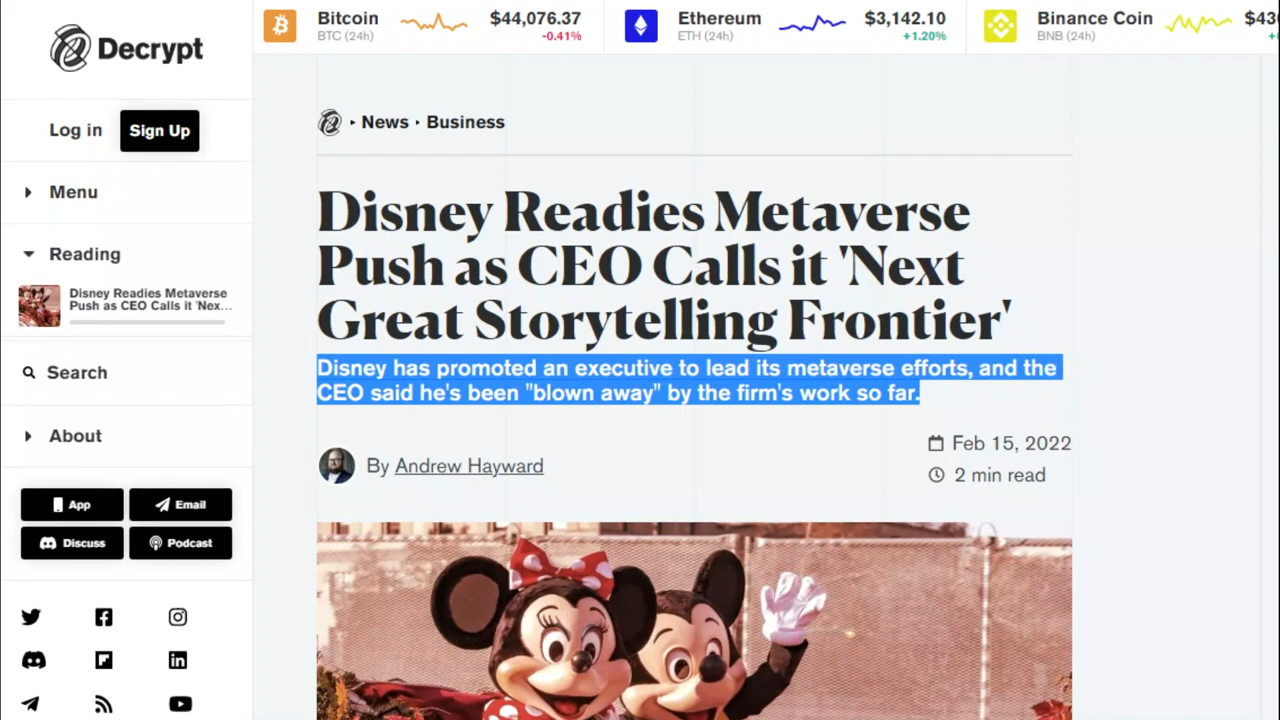 Decrypt
Log in
Sign Up
Menu
Reading
Disney Readies Metaverse
Push as CEO Calls it 'Nex...
Search
About
App
Email
Discuss
Podcast
Bitcoin
BTC (24h)
$44,076.37
-0.41%
Ethereum
ETH (24h)
$3,142.10
+1.20%
Binance Coin
BNB (24h)
News
Business
Disney Readies Metaverse
Push as CEO Calls it 'Next
Great Storytelling Frontier'
Disney has promoted an executive to lead its metaverse efforts, and the
CEO said he's been "blown away" by the firm's work so far.
By Andrew Hayward
Feb 15, 2022
2 min read